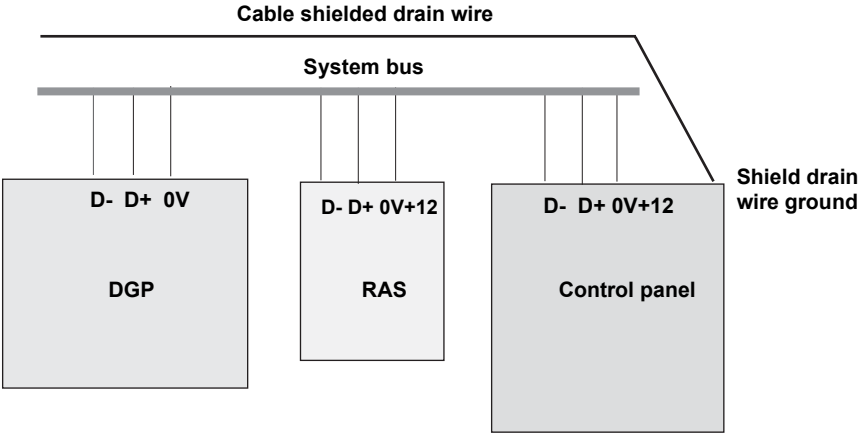 Cable shielded drain wire
System bus
Shield drain
wire ground
D- D+ 0V
D- D+ 0V+12
D- D+ 0V+12
DGP
RAS
Control panel